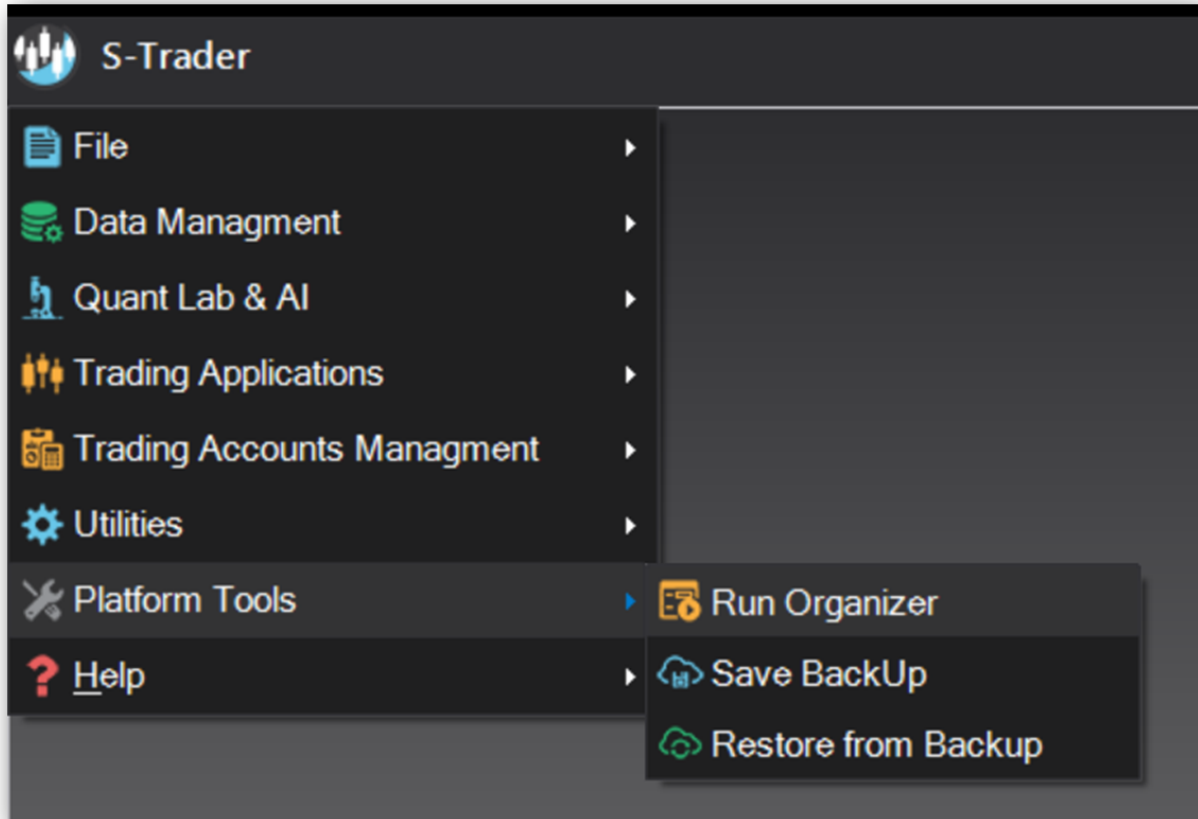 S-Trader
File
Data Managment
Quant Lab & AI
Trading Applications
Trading Accounts Managment
Utilities
Platform Tools
Help
Run Organizer
Save BackUp
Restore from Backup